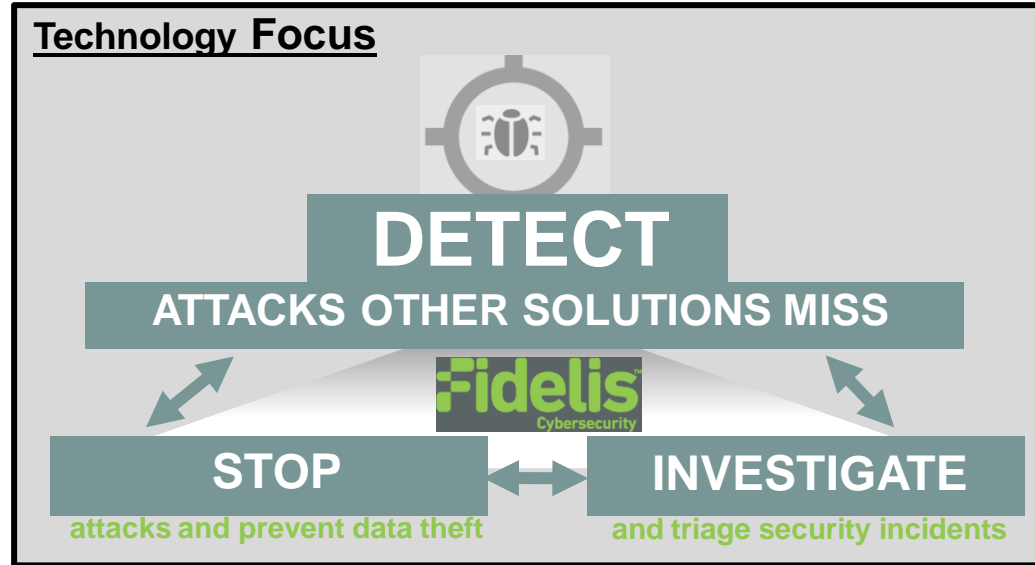 Technology Focus
DETECT
ATTACKS OTHER SOLUTIONS MISS
Fidelis™
Cybersecurity
STOP
INVESTIGATE
attacks and prevent data theft
and triage security incidents